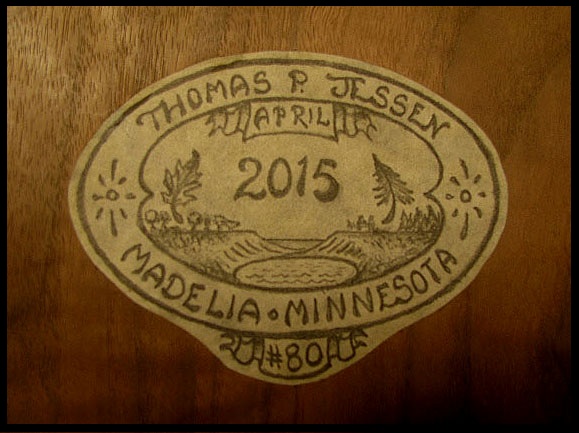 THOMAS P. JESSEN
APRIL
2015
MADELIA • MINNESOTA
#80